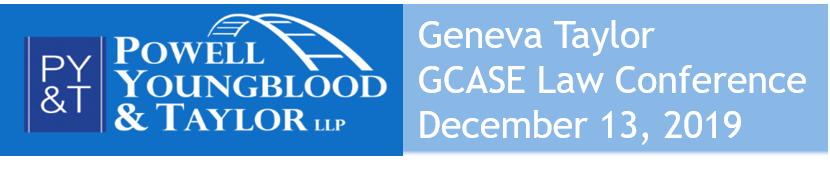 PY
&T
POWELL
YOUNGBLOOD
& TAYLOR LLP
Geneva Taylor
GCASE Law Conference
December 13, 2019